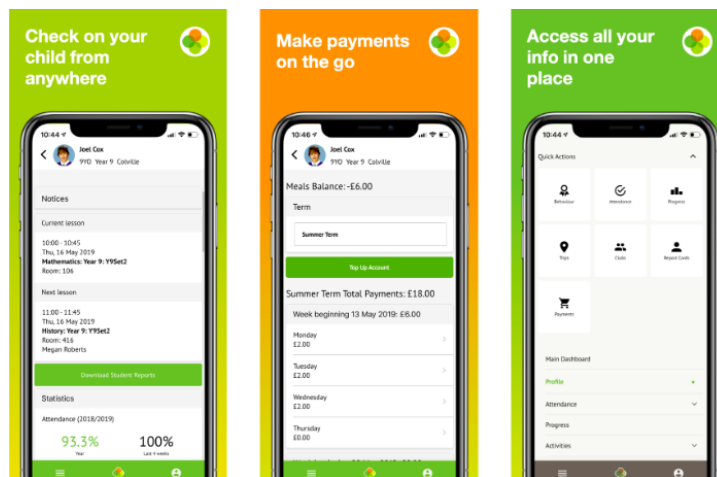 Check on your
child from
anywhere
10:44
Joel Cox
9YO Year 9 Colville
Notices
Current lesson
10:00 - 10:45
Thu, 16 May 2019
Mathematics: Year 9: Y9Set2
Room: 106
Next lesson
11:00 - 11:45
Thu, 16 May 2019
History: Year 9: Y9Set2
Room: 416
Megan Roberts
Download Student Reports
Statistics
Attendance (2018/2019)
93.3% 100%
Year Last 4 weeks
Make payments
on the go
10:46
Joel Cox
9YO Year 9 Colville
Meals Balance: -£6.00
Term
Summer Term
Top Up Account
Summer Term Total Payments: £18.00
Week beginning 13 May 2019: £6.00
Monday
£2.00
Tuesday
£2.00
Wednesday
£2.00
Thursday
£0.00
Access all your
info in one
place
10:44
Quick Actions
Behaviour Attendance Progress
Trips Clubs Report Cards
Payments
Main Dashboard
Profile
Attendance
Progress
Activities